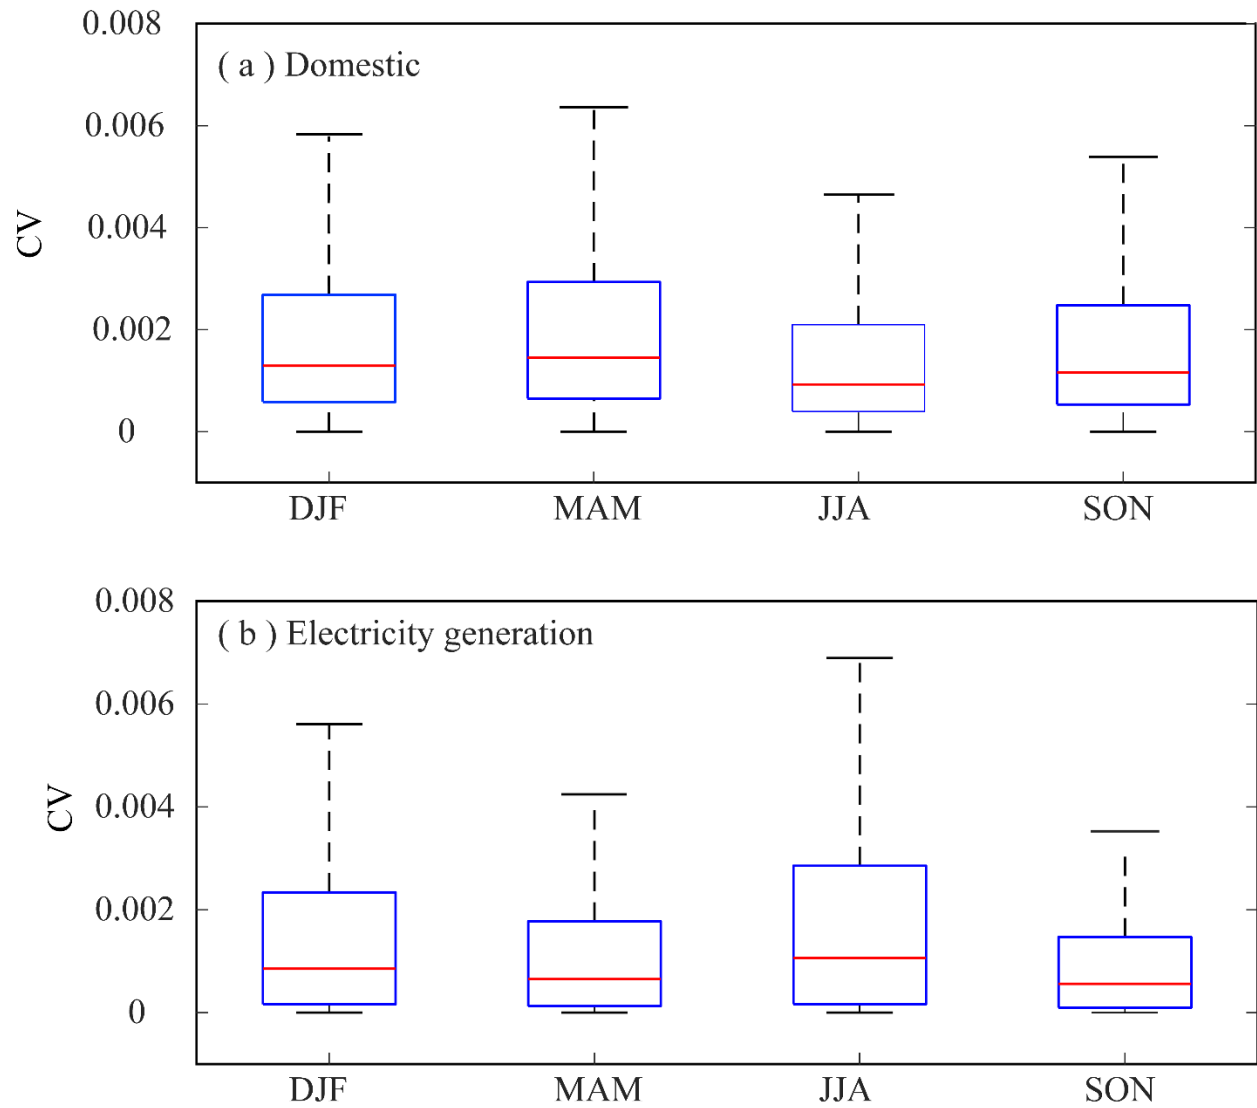 0.008
( a ) Domestic
0.006
0.004
CV
0.002
0
DJF MAM JJA SON
0.008
( b ) Electricity generation
0.006
0.004
CV
0.002
0
DJF MAM JJA SON